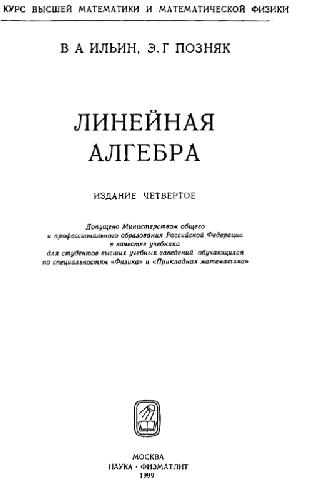 КУРС ВЫСШЕЙ МАТЕМАТИКИ И МАТЕМАТИЧЕСКОЙ ФИЗИКИ
В А ИЛЬИН, Э. Г ПОЗНЯК
ЛИНЕЙНАЯ
АЛГЕБРА
ИЗДАНИЕ ЧЕТВЕРТОЕ
Допущено Министерством общего
и профессионального образования Российской Федерации
в качестве учебника
для студентов высших учебных заведений обучающихся
по специальностям «Физика» и «Прикладная математика»
МОСКВА
НАУКА · ФИЗМАТЛИТ
1999